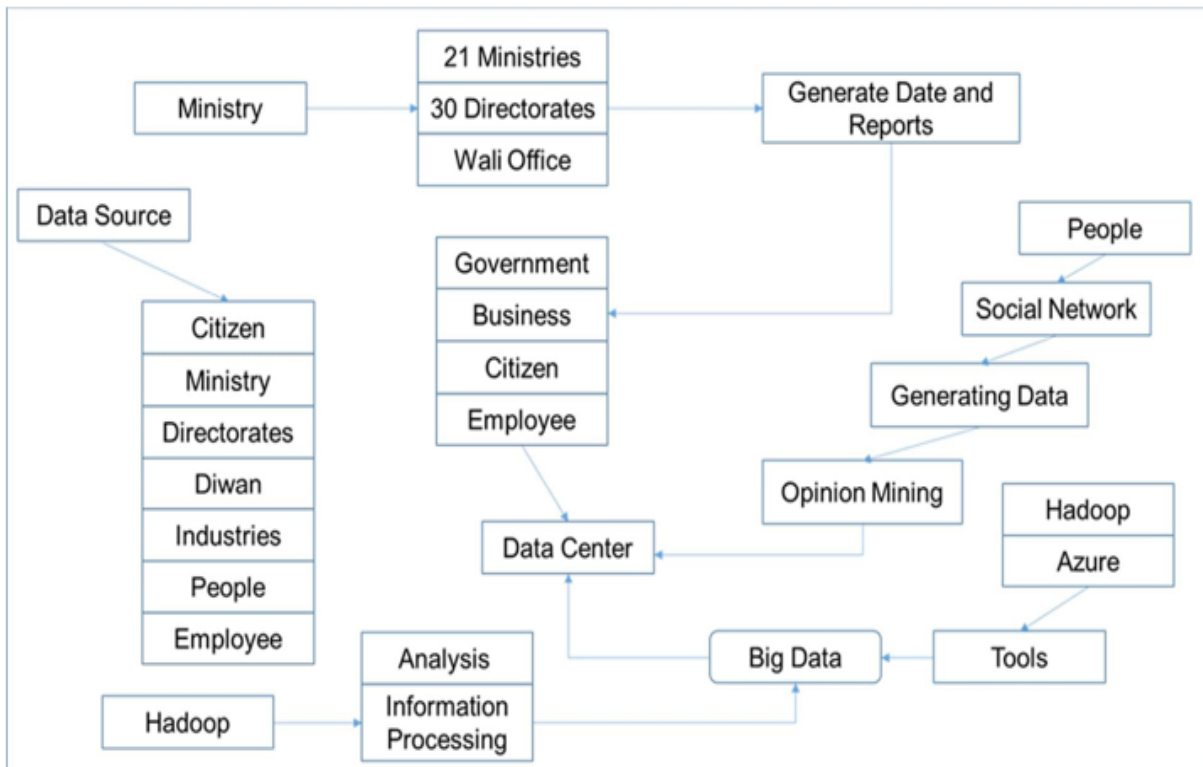 Ministry
21 Ministries
30 Directorates
Wali Office
Generate Date and
Reports
Data Source
Citizen
Ministry
Directorates
Diwan
Industries
People
Employee
Government
Business
Citizen
Employee
People
Social Network
Generating Data
Opinion Mining
Data Center
Hadoop
Azure
Tools
Big Data
Hadoop
Analysis
Information
Processing